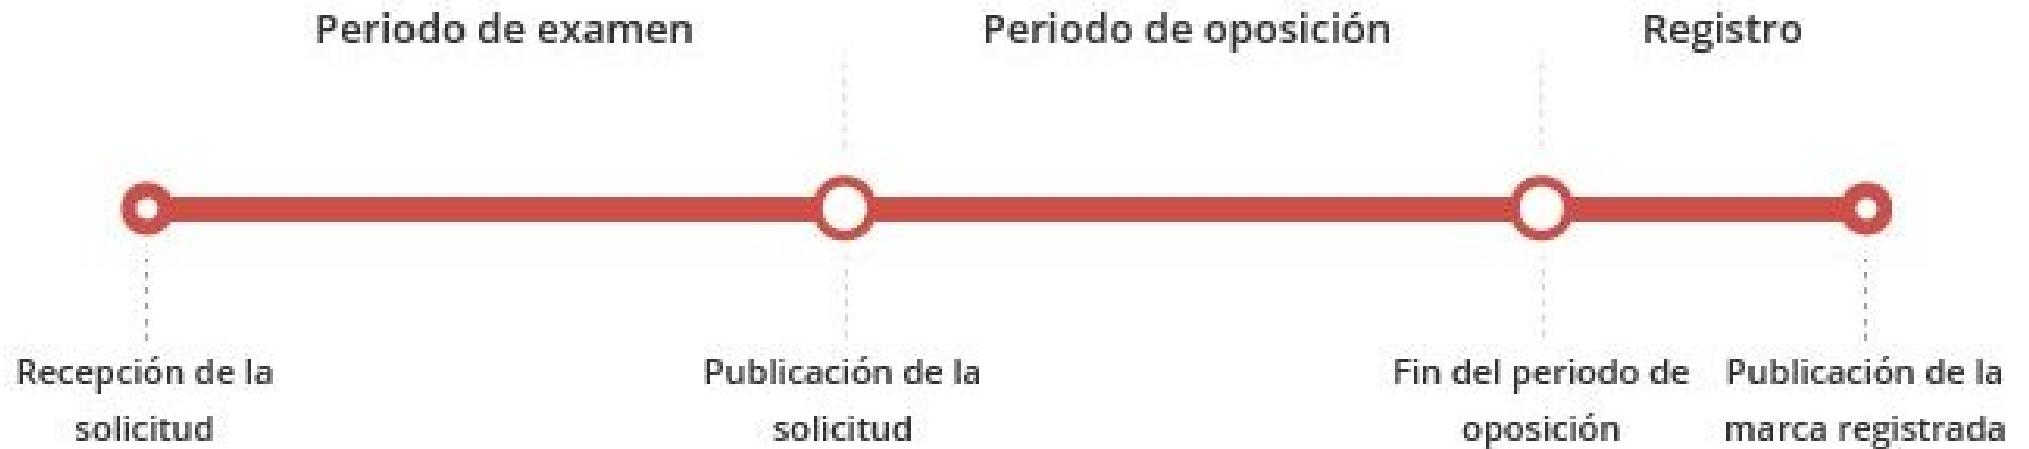 Periodo de examen
Periodo de oposición
Registro
Recepción de la
solicitud
Publicación de la
solicitud
Fin del periodo de
oposición
Publicación de la
marca registrada